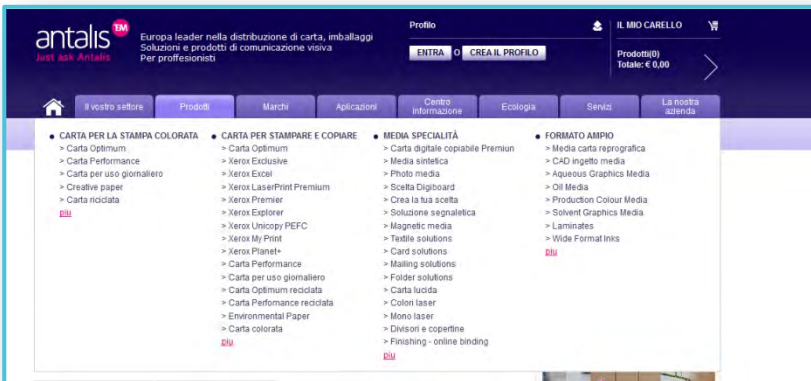 antalis TM
Just Ask Antalis
Europa leader nella distribuzione di carta, imballaggi
Soluzioni e prodotti di comunicazione visiva
Per proffesionisti
Profilo
ENTRA O CREA IL PROFILO
IL MIO CARELLO
Prodotti(0)
Totale: € 0,00
Il vostro settore
Prodotti
Marchi
Aplicazioni
Centro
informazione
Ecologia
Servizi
La nostra
azienda
CARTA PER LA STAMPA COLORATA
> Carta Optimum
> Carta Performance
> Carta per uso giornaliero
> Creative paper
> Carta riciclata
piu
CARTA PER STAMPARE E COPIARE
> Carta Optimum
> Xerox Exclusive
> Xerox Excel
> Xerox LaserPrint Premium
> Xerox Premier
> Xerox Explorer
> Xerox Unicopy PEFC
> Xerox My Print
> Xerox Planet+
> Carta Performance
> Carta per uso giornaliero
> Carta Optimum reciclata
> Carta Perfomance reciclata
> Environmental Paper
> Carta colorata
piu
MEDIA SPECIALITÀ
> Carta digitale copiabile Premiun
> Media sintetica
> Photo media
> Scelta Digiboard
> Crea la tua scelta
> Soluzione segnaletica
> Magnetic media
> Textile solutions
> Card solutions
> Mailing solutions
> Folder solutions
> Carta lucida
> Colori laser
> Mono laser
> Divisori e copertine
> Finishing - online binding
piu
FORMATO AMPIO
> Media carta reprografica
> CAD ingetto media
> Aqueous Graphics Media
> Oil Media
> Production Colour Media
> Solvent Graphics Media
> Laminates
> Wide Format Inks
piu